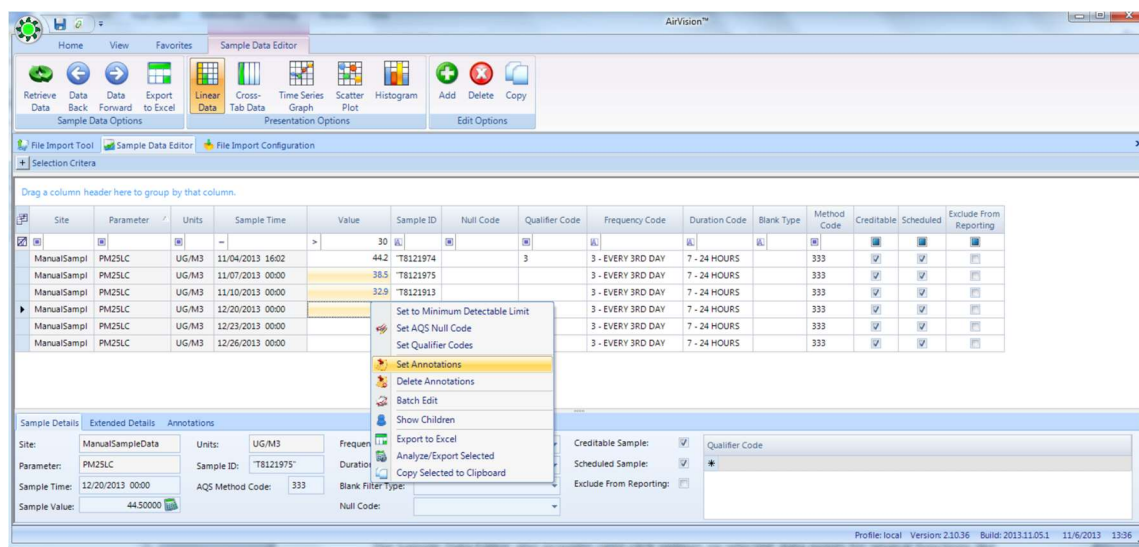 AirVision™
Home View Favorites Sample Data Editor
Retrieve Data Data Back Data Forward Export to Excel Linear Data Cross-Tab Data Time Series Graph Scatter Plot Histogram Add Delete Copy
Sample Data Options Presentation Options Edit Options
File Import Tool Sample Data Editor File Import Configuration
+ Selection Critera
Drag a column header here to group by that column.
Site Parameter Units Sample Time Value Sample ID Null Code Qualifier Code Frequency Code Duration Code Blank Type Method Code Creditable Scheduled Exclude From Reporting
= > 30
ManualSampl PM25LC UG/M3 11/04/2013 16:02 44.2 "T8121974 3 3 - EVERY 3RD DAY 7 - 24 HOURS 333
ManualSampl PM25LC UG/M3 11/07/2013 00:00 38.5 "T8121975 3 - EVERY 3RD DAY 7 - 24 HOURS 333
ManualSampl PM25LC UG/M3 11/10/2013 00:00 32.9 "T8121913 3 - EVERY 3RD DAY 7 - 24 HOURS 333
ManualSampl PM25LC UG/M3 12/20/2013 00:00 3 - EVERY 3RD DAY 7 - 24 HOURS 333
ManualSampl PM25LC UG/M3 12/23/2013 00:00 3 - EVERY 3RD DAY 7 - 24 HOURS 333
ManualSampl PM25LC UG/M3 12/26/2013 00:00 3 - EVERY 3RD DAY 7 - 24 HOURS 333
Set to Minimum Detectable Limit
Set AQS Null Code
Set Qualifier Codes
Set Annotations
Delete Annotations
Batch Edit
Show Children
Export to Excel
Analyze/Export Selected
Copy Selected to Clipboard
Sample Details Extended Details Annotations
Site: ManualSampleData Units: UG/M3 Frequen Creditable Sample: Qualifier Code
Parameter: PM25LC Sample ID: "T8121975" Duration Scheduled Sample:
Sample Time: 12/20/2013 00:00 AQS Method Code: 333 Blank Filter Type: Exclude From Reporting:
Sample Value: 44.50000 Null Code:
Profile: local Version: 2.10.36 Build: 2013.11.05.1 11/6/2013 13:36